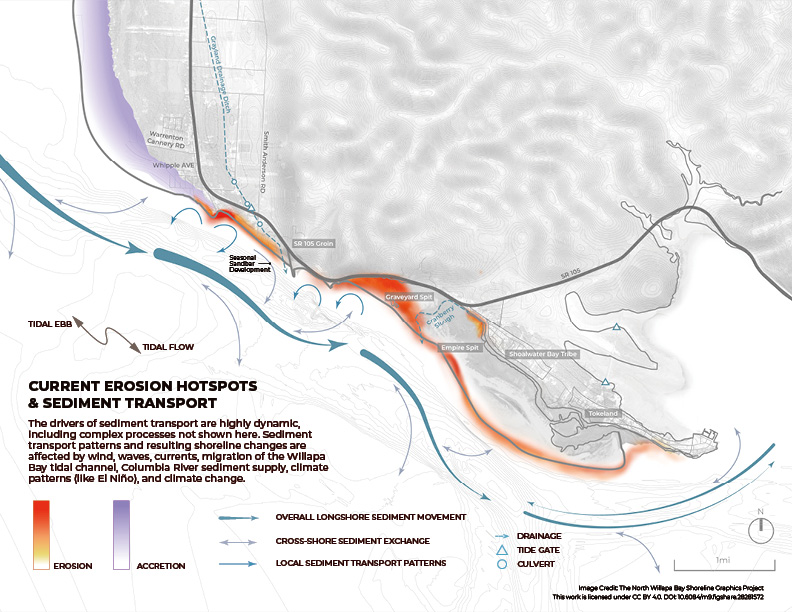 Grayland Drainage Ditch
Warrenton
Cannery RD
Smith Anderson RD
Whipple AVE
SR 105 Groin
Seasonal
Sandbar
Development
SR 105
Graveyard Spit
Cranberry
Slough
Empire Spit
Shoalwater Bay Tribe
Tokeland
TIDAL EBB
TIDAL FLOW
CURRENT EROSION HOTSPOTS
& SEDIMENT TRANSPORT
The drivers of sediment transport are highly dynamic,
including complex processes not shown here. Sediment
transport patterns and resulting shoreline changes are
affected by wind, waves, currents, migration of the Willapa
Bay tidal channel, Columbia River sediment supply, climate
patterns (like El Niño), and climate change.
EROSION
ACCRETION
OVERALL LONGSHORE SEDIMENT MOVEMENT
CROSS-SHORE SEDIMENT EXCHANGE
LOCAL SEDIMENT TRANSPORT PATTERNS
DRAINAGE
TIDE GATE
CULVERT
N
1mi
Image Credit: The North Willapa Bay Shoreline Graphics Project
This work is licensed under CC BY 4.0. DOI: 10.6084/m9.figshare.28281572